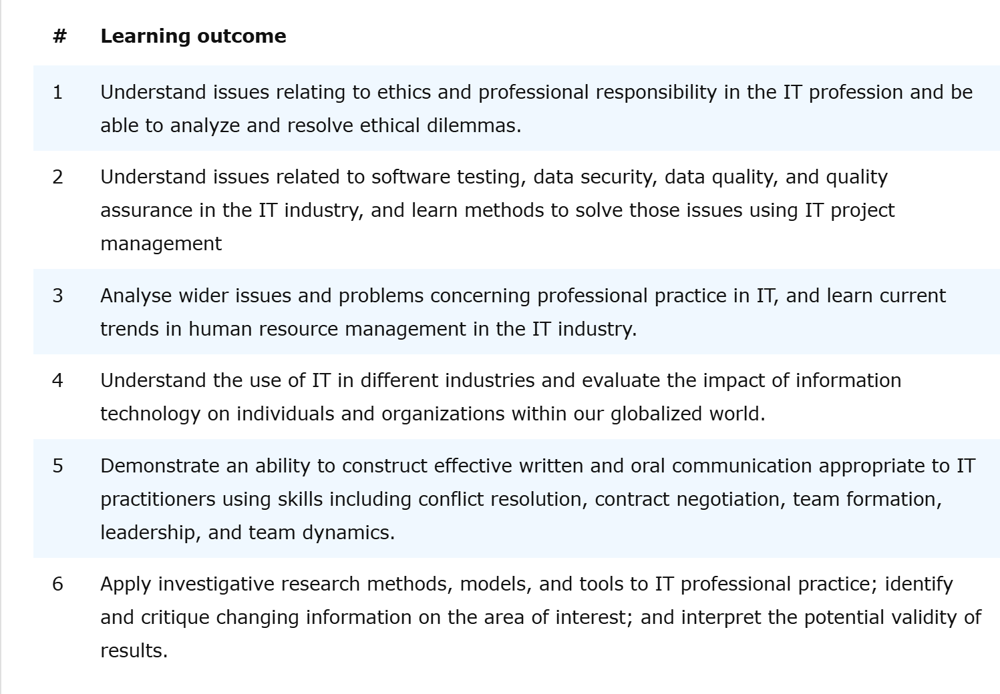 # Learning outcome
1 Understand issues relating to ethics and professional responsibility in the IT profession and be
able to analyze and resolve ethical dilemmas.
2 Understand issues related to software testing, data security, data quality, and quality
assurance in the IT industry, and learn methods to solve those issues using IT project
management
3 Analyse wider issues and problems concerning professional practice in IT, and learn current
trends in human resource management in the IT industry.
4 Understand the use of IT in different industries and evaluate the impact of information
technology on individuals and organizations within our globalized world.
5 Demonstrate an ability to construct effective written and oral communication appropriate to IT
practitioners using skills including conflict resolution, contract negotiation, team formation,
leadership, and team dynamics.
6 Apply investigative research methods, models, and tools to IT professional practice; identify
and critique changing information on the area of interest; and interpret the potential validity of
results.